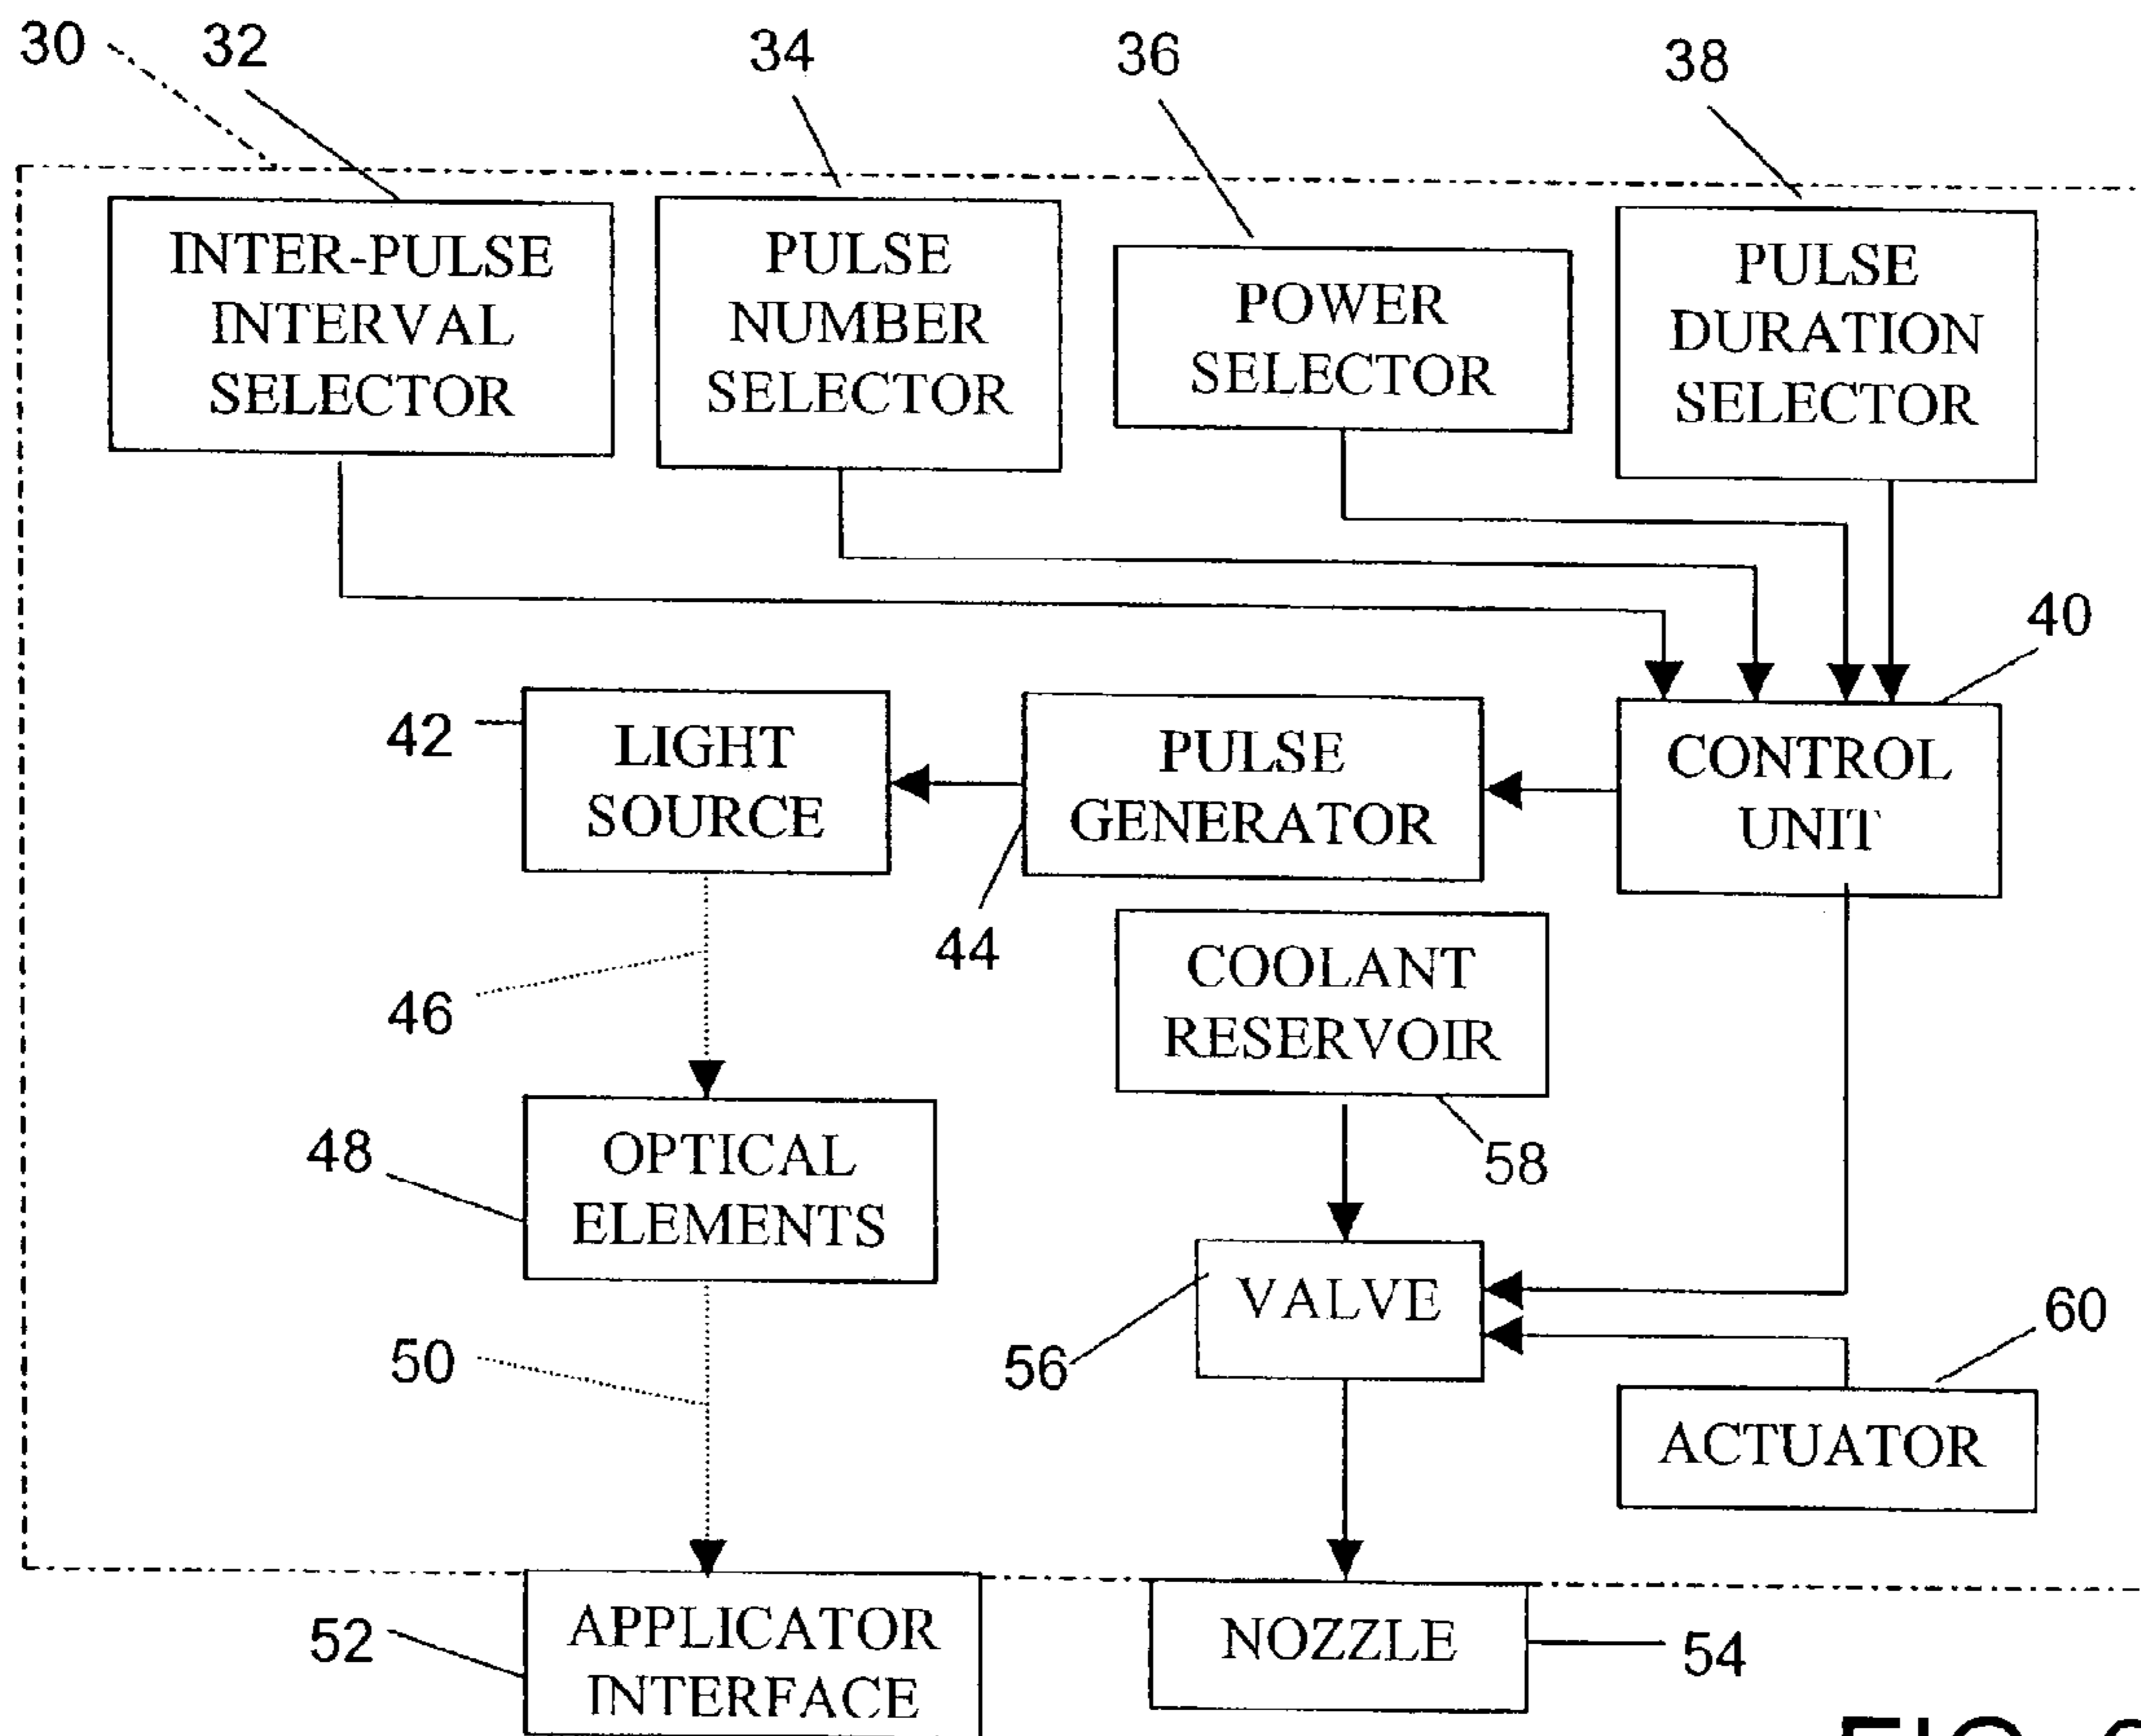 30
32
34
36
38
INTER-PULSE
INTERVAL
SELECTOR
PULSE
NUMBER
SELECTOR
POWER
SELECTOR
PULSE
DURATION
SELECTOR
40
42
LIGHT
SOURCE
PULSE
GENERATOR
CONTROL
UNIT
44
46
COOLANT
RESERVOIR
48
OPTICAL
ELEMENTS
58
50
56
VALVE
60
ACTUATOR
52
APPLICATOR
INTERFACE
NOZZLE
54
FIG.